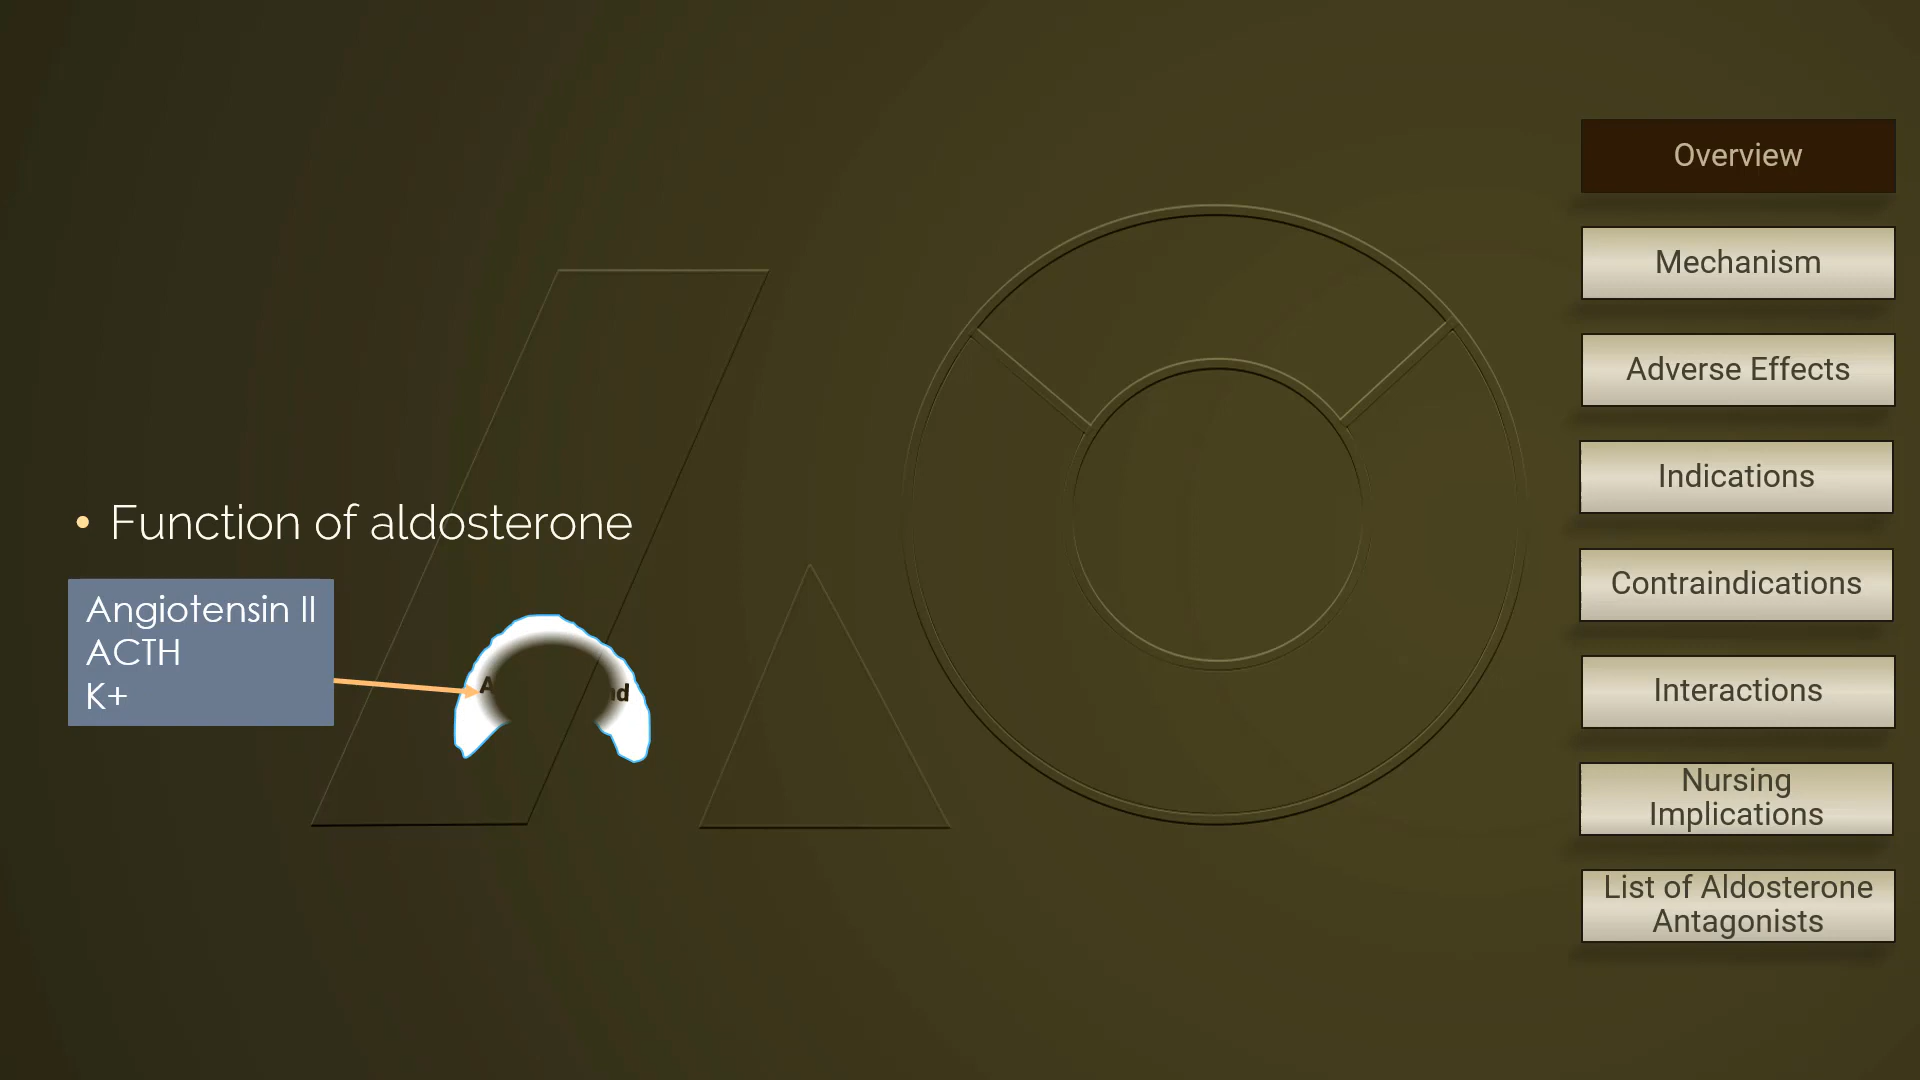 • Function of aldosterone
Angiotensin II
ACTH
K+
Overview
Mechanism
Adverse Effects
Indications
Contraindications
Interactions
Nursing
Implications
List of Aldosterone
Antagonists